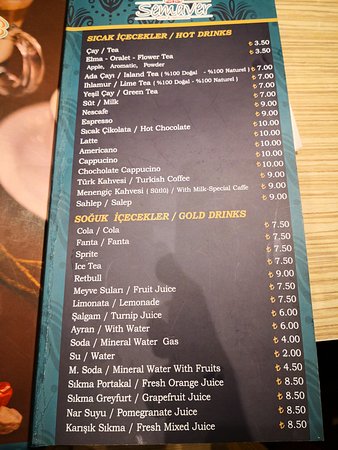 Semaver
SICAK İÇECEKLER / HOT DRINKS
Çay / Tea ₺ 3.50
Elma - Oralet - Flower Tea ₺ 3.50
Apple, Aromatic, Powder
Ada Çayı / Island Tea ( %100 Doğal - %100 Naturel ) ₺ 7.00
Ihlamur / Lime Tea ( %100 Doğal - %100 Naturel ) ₺ 7.00
Yeşil Çay / Green Tea ₺ 7.00
Süt / Milk ₺ 7.00
Nescafe ₺ 9.00
Espresso ₺ 9.00
Sıcak Çikolata / Hot Chocolate ₺ 10.00
Latte ₺ 10.00
Americano ₺ 10.00
Cappucino ₺ 10.00
Chocholate Cappucino ₺ 10.00
Türk Kahvesi / Turkish Coffee ₺ 9.00
Menengiç Kahvesi ( Sütlü) / With Milk-Special Caffe ₺ 9.00
Sahlep / Salep ₺ 9.00
SOĞUK İÇECEKLER / GOLD DRINKS
Cola / Cola ₺ 7.50
Fanta / Fanta ₺ 7.50
Sprite ₺ 7.50
Ice Tea ₺ 7.50
Retbull ₺ 9.00
Meyve Suları / Fruit Juice ₺ 7.50
Limonata / Lemonade ₺ 7.50
Şalgam / Turnip Juice ₺ 6.00
Ayran / With Water ₺ 6.00
Soda / Mineral Water Gas ₺ 4.00
Su / Water ₺ 2.00
M. Soda / Mineral Water With Fruits ₺ 4.50
Sıkma Portakal / Fresh Orange Juice ₺ 8.50
Sıkma Greyfurt / Grapefruit Juice ₺ 8.50
Nar Suyu / Pomegranate Juice ₺ 8.50
Karışık Sıkma / Fresh Mixed Juice ₺ 8.50